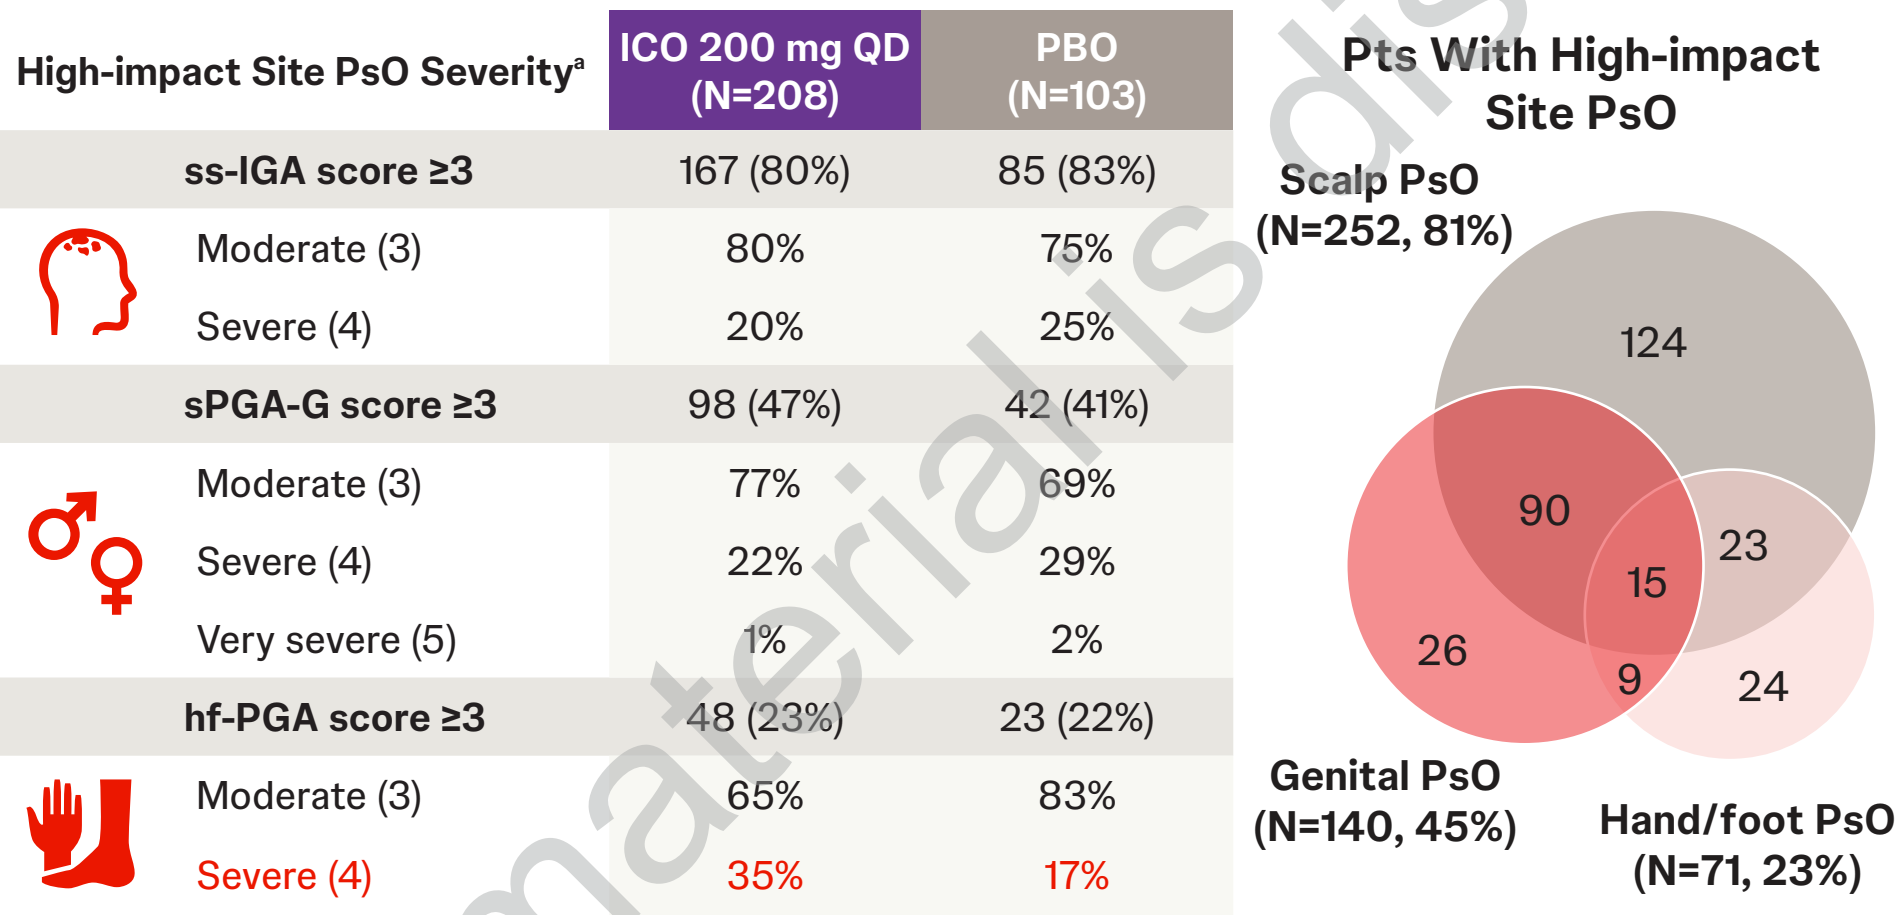 High-impact Site PsO Severityᵃ
ICO 200 mg QD
(N=208)
PBO
(N=103)
ss-IGA score ≥3 167 (80%) 85 (83%)
Moderate (3) 80% 75%
Severe (4) 20% 25%
sPGA-G score ≥3 98 (47%) 42 (41%)
Moderate (3) 77% 69%
Severe (4) 22% 29%
Very severe (5) 1% 2%
hf-PGA score ≥3 48 (23%) 23 (22%)
Moderate (3) 65% 83%
Severe (4) 35% 17%
Pts With High-impact
Site PsO
Scalp PsO
(N=252, 81%)
124
90
23
15
26
9
24
Genital PsO
(N=140, 45%)
Hand/foot PsO
(N=71, 23%)
material is dis